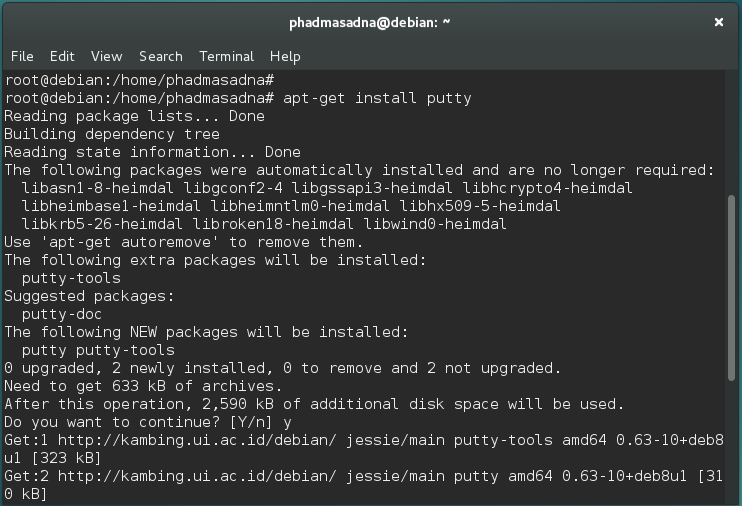 phadmasadna@debian: ~
×
File Edit View Search Terminal Help
root@debian:/home/phadmasadna#
root@debian:/home/phadmasadna# apt-get install putty
Reading package lists... Done
Building dependency tree
Reading state information... Done
The following packages were automatically installed and are no longer required:
  libasn1-8-heimdal libgconf2-4 libgssapi3-heimdal libhcrypto4-heimdal
  libheimbase1-heimdal libheimntlm0-heimdal libhx509-5-heimdal
  libkrb5-26-heimdal libroken18-heimdal libwind0-heimdal
Use 'apt-get autoremove' to remove them.
The following extra packages will be installed:
  putty-tools
Suggested packages:
  putty-doc
The following NEW packages will be installed:
  putty putty-tools
0 upgraded, 2 newly installed, 0 to remove and 2 not upgraded.
Need to get 633 kB of archives.
After this operation, 2,590 kB of additional disk space will be used.
Do you want to continue? [Y/n] y
Get:1 http://kambing.ui.ac.id/debian/ jessie/main putty-tools amd64 0.63-10+deb8
u1 [323 kB]
Get:2 http://kambing.ui.ac.id/debian/ jessie/main putty amd64 0.63-10+deb8u1 [31
0 kB]